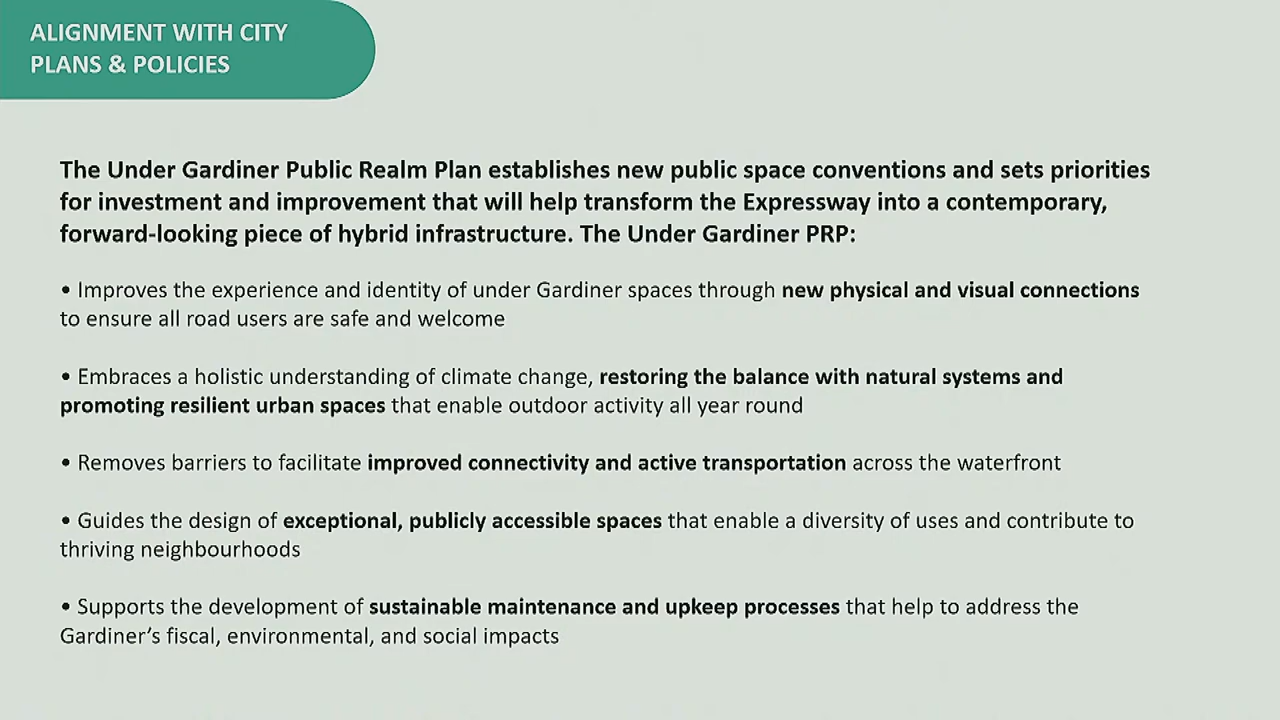 ALIGNMENT WITH CITY
PLANS & POLICIES
The Under Gardiner Public Realm Plan establishes new public space conventions and sets priorities
for investment and improvement that will help transform the Expressway into a contemporary,
forward-looking piece of hybrid infrastructure. The Under Gardiner PRP:
• Improves the experience and identity of under Gardiner spaces through new physical and visual connections
to ensure all road users are safe and welcome
• Embraces a holistic understanding of climate change, restoring the balance with natural systems and
promoting resilient urban spaces that enable outdoor activity all year round
• Removes barriers to facilitate improved connectivity and active transportation across the waterfront
• Guides the design of exceptional, publicly accessible spaces that enable a diversity of uses and contribute to
thriving neighbourhoods
• Supports the development of sustainable maintenance and upkeep processes that help to address the
Gardiner’s fiscal, environmental, and social impacts